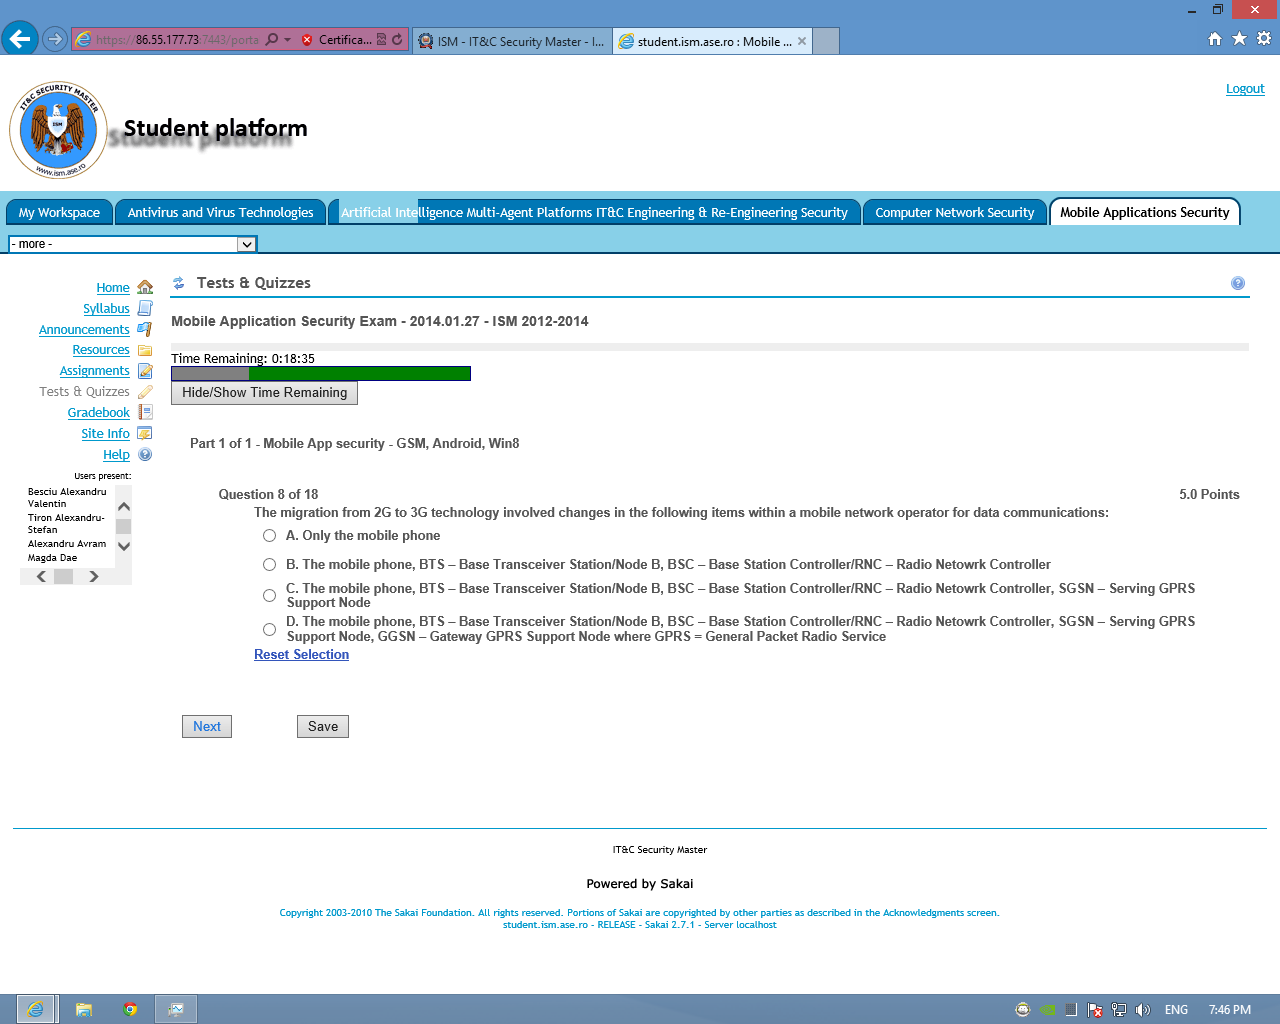 https://86.55.177.73:7443/porta
Certifica...
ISM - IT&C Security Master - I...
student.ism.ase.ro : Mobile ...
Logout
IT&C SECURITY MASTER
ISM
www.ism.ase.ro
Student platform
My Workspace
Antivirus and Virus Technologies
Artificial Intelligence Multi-Agent Platforms IT&C Engineering & Re-Engineering Security
Computer Network Security
Mobile Applications Security
- more -
Home
Syllabus
Announcements
Resources
Assignments
Tests & Quizzes
Gradebook
Site Info
Help
Users present:
Besciu Alexandru
Valentin
Tiron Alexandru-
Stefan
Alexandru Avram
Magda Dae
Tests & Quizzes
Mobile Application Security Exam - 2014.01.27 - ISM 2012-2014
Time Remaining: 0:18:35
Hide/Show Time Remaining
Part 1 of 1 - Mobile App security - GSM, Android, Win8
Question 8 of 18
5.0 Points
The migration from 2G to 3G technology involved changes in the following items within a mobile network operator for data communications:
A. Only the mobile phone
B. The mobile phone, BTS – Base Transceiver Station/Node B, BSC – Base Station Controller/RNC – Radio Netowrk Controller
C. The mobile phone, BTS – Base Transceiver Station/Node B, BSC – Base Station Controller/RNC – Radio Netowrk Controller, SGSN – Serving GPRS
Support Node
D. The mobile phone, BTS – Base Transceiver Station/Node B, BSC – Base Station Controller/RNC – Radio Netowrk Controller, SGSN – Serving GPRS
Support Node, GGSN – Gateway GPRS Support Node where GPRS = General Packet Radio Service
Reset Selection
Next
Save
IT&C Security Master
Powered by Sakai
Copyright 2003-2010 The Sakai Foundation. All rights reserved. Portions of Sakai are copyrighted by other parties as described in the Acknowledgments screen.
student.ism.ase.ro - RELEASE - Sakai 2.7.1 - Server localhost
ENG
7:46 PM